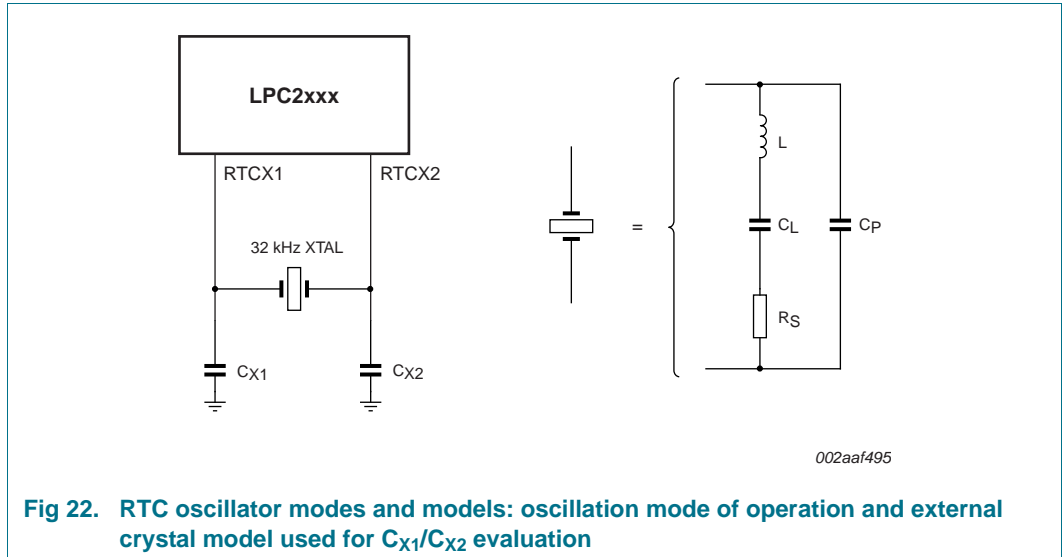 LPC2xxx
RTCX1
RTCX2
32 kHz XTAL
CX1
CX2
=
L
CL
CP
RS
002aaf495
Fig 22. RTC oscillator modes and models: oscillation mode of operation and external
crystal model used for CX1/CX2 evaluation